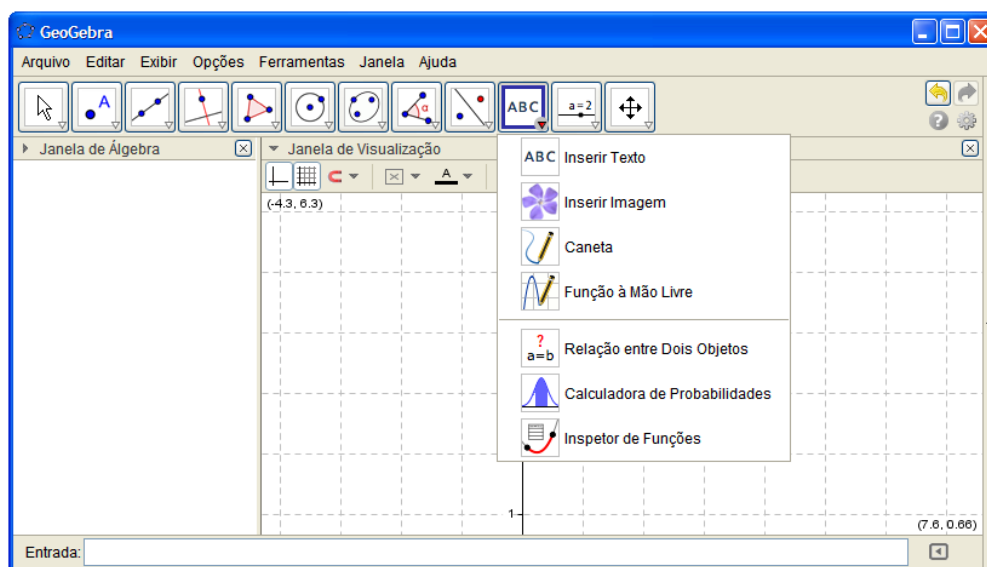 GeoGebra
Arquivo Editar Exibir Opções Ferramentas Janela Ajuda
A α ABC a=2
Janela de Álgebra
Janela de Visualização
A
(-4.3, 6.3)
ABC Inserir Texto
Inserir Imagem
Caneta
Função à Mão Livre
? a=b Relação entre Dois Objetos
Calculadora de Probabilidades
Inspetor de Funções
1
(7.6, 0.66)
Entrada: